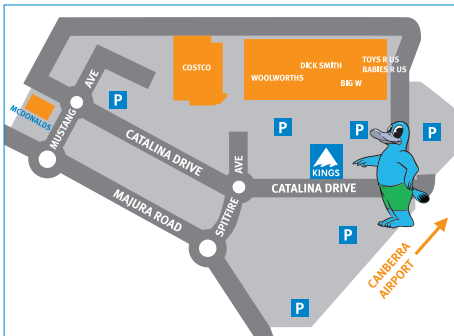 COSTCO
WOOLWORTHS
DICK SMITH
BIG W
TOYS R US
BABIES R US
MCDONALDS
MUSTANG
AVE
P
CATALINA DRIVE
P
P
P
KINGS
SPITFIRE
AVE
CATALINA DRIVE
MAJURA ROAD
P
P
CANBERRA
AIRPORT